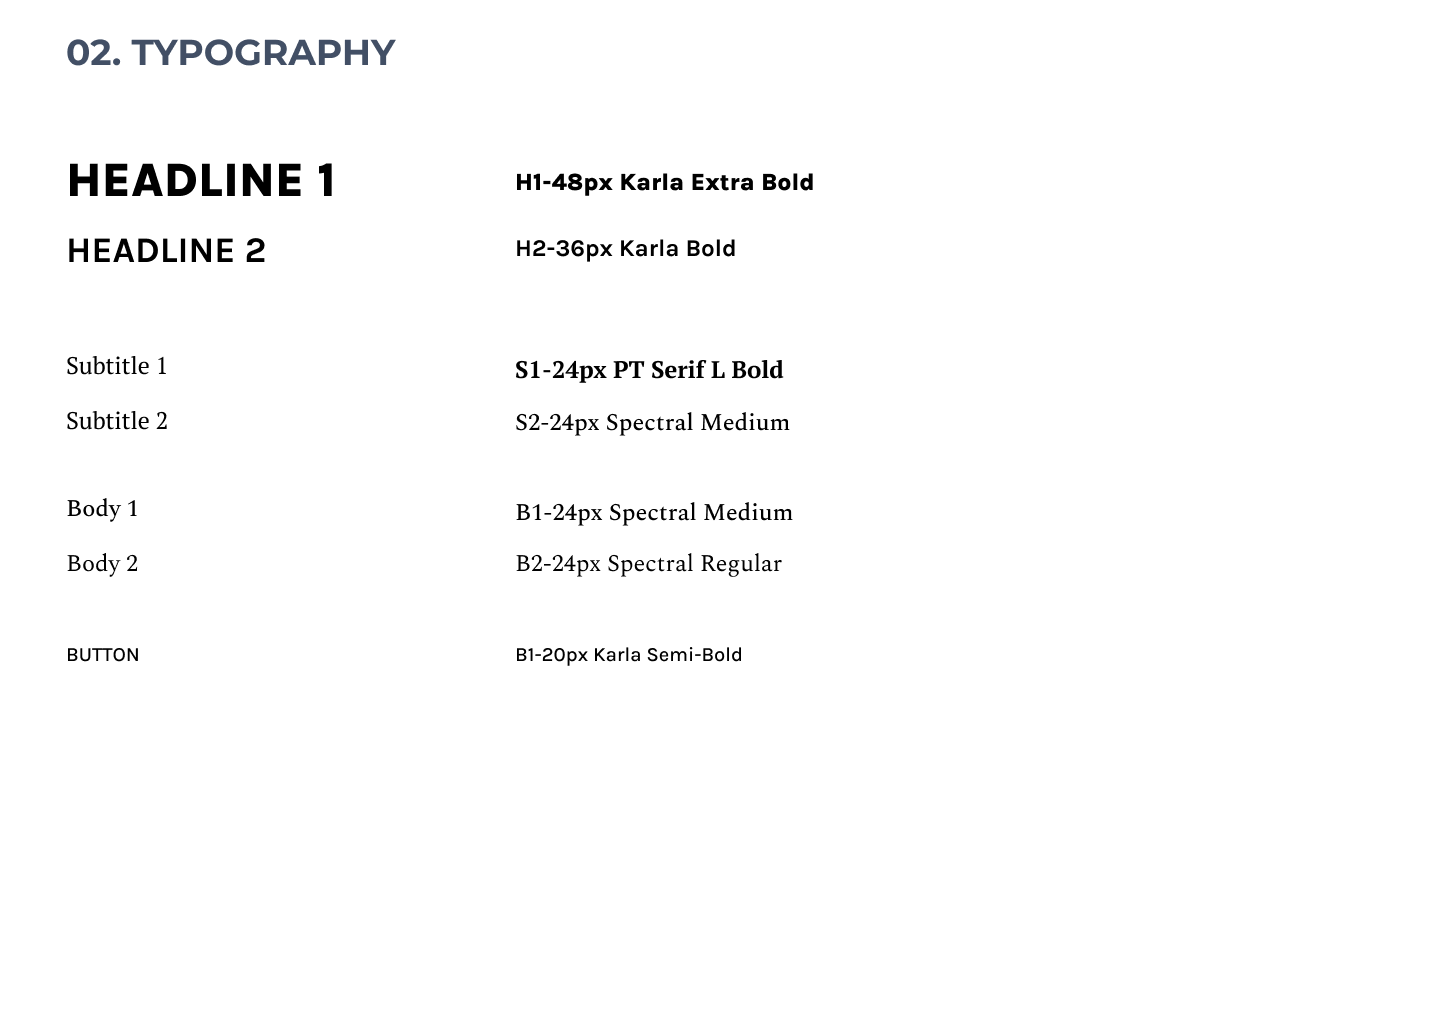 02. TYPOGRAPHY
HEADLINE 1
H1-48px Karla Extra Bold
HEADLINE 2
H2-36px Karla Bold
Subtitle 1
S1-24px PT Serif L Bold
Subtitle 2
S2-24px Spectral Medium
Body 1
B1-24px Spectral Medium
Body 2
B2-24px Spectral Regular
BUTTON
B1-20px Karla Semi-Bold